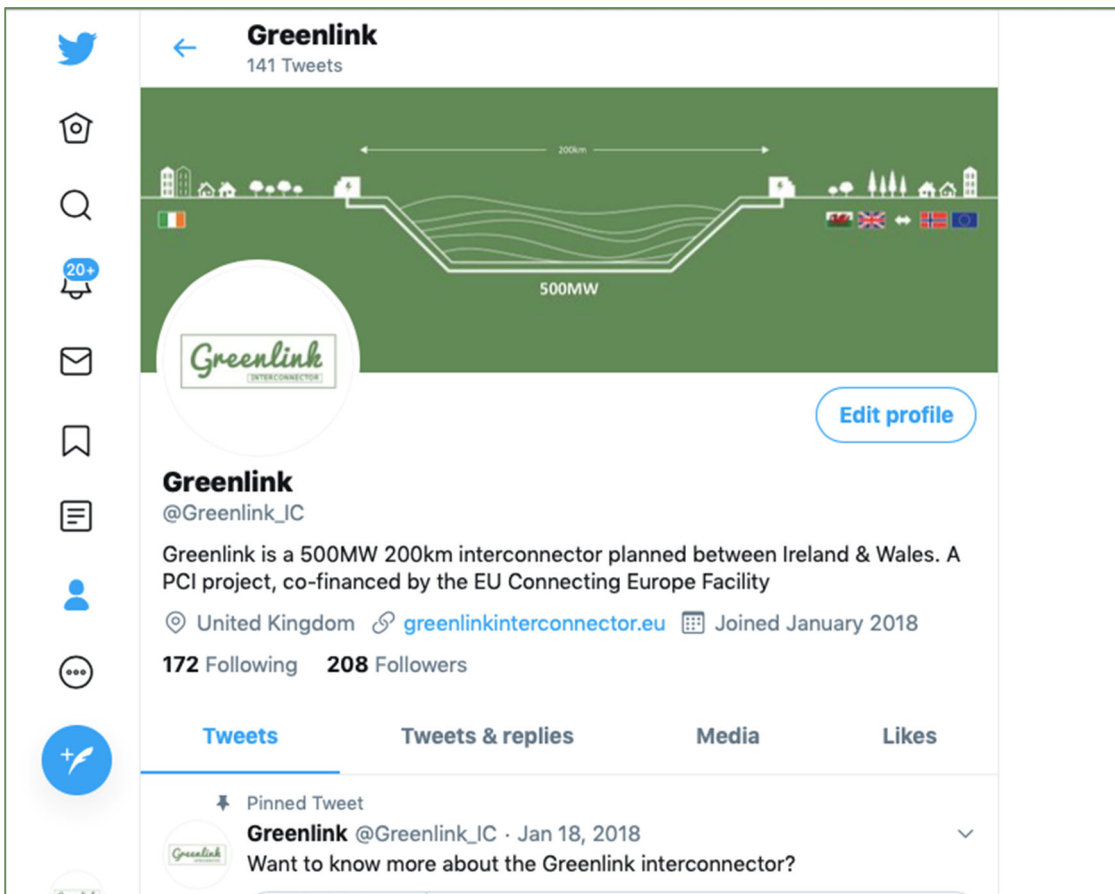 Greenlink
141 Tweets
200km
500MW
20+
Greenlink
INTERCONNECTOR
Edit profile
Greenlink
@Greenlink_IC
Greenlink is a 500MW 200km interconnector planned between Ireland & Wales. A
PCI project, co-financed by the EU Connecting Europe Facility
United Kingdom greenlinkinterconnector.eu Joined January 2018
172 Following 208 Followers
Tweets Tweets & replies Media Likes
Pinned Tweet
Greenlink @Greenlink_IC · Jan 18, 2018
Greenlink
Want to know more about the Greenlink interconnector?